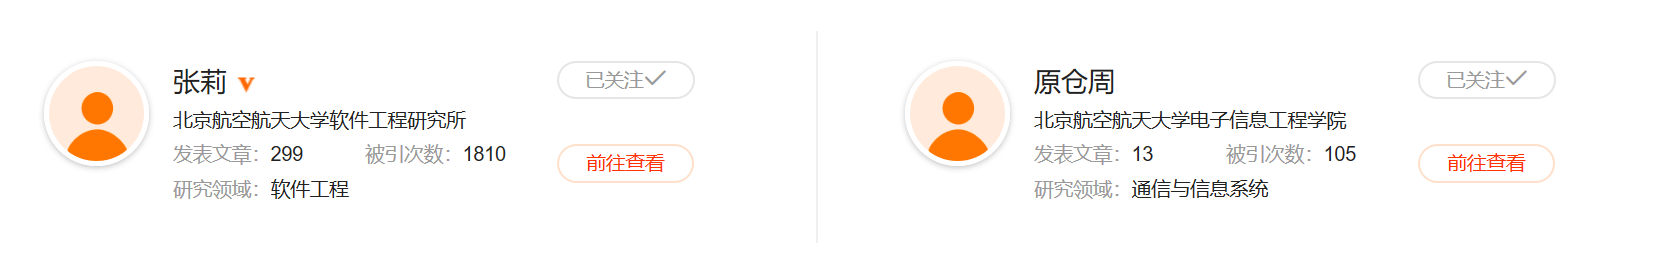 张莉
已关注
北京航空航天大学软件工程研究所
发表文章：299 被引次数：1810
前往查看
研究领域：软件工程
原仓周
已关注
北京航空航天大学电子信息工程学院
发表文章：13 被引次数：105
前往查看
研究领域：通信与信息系统